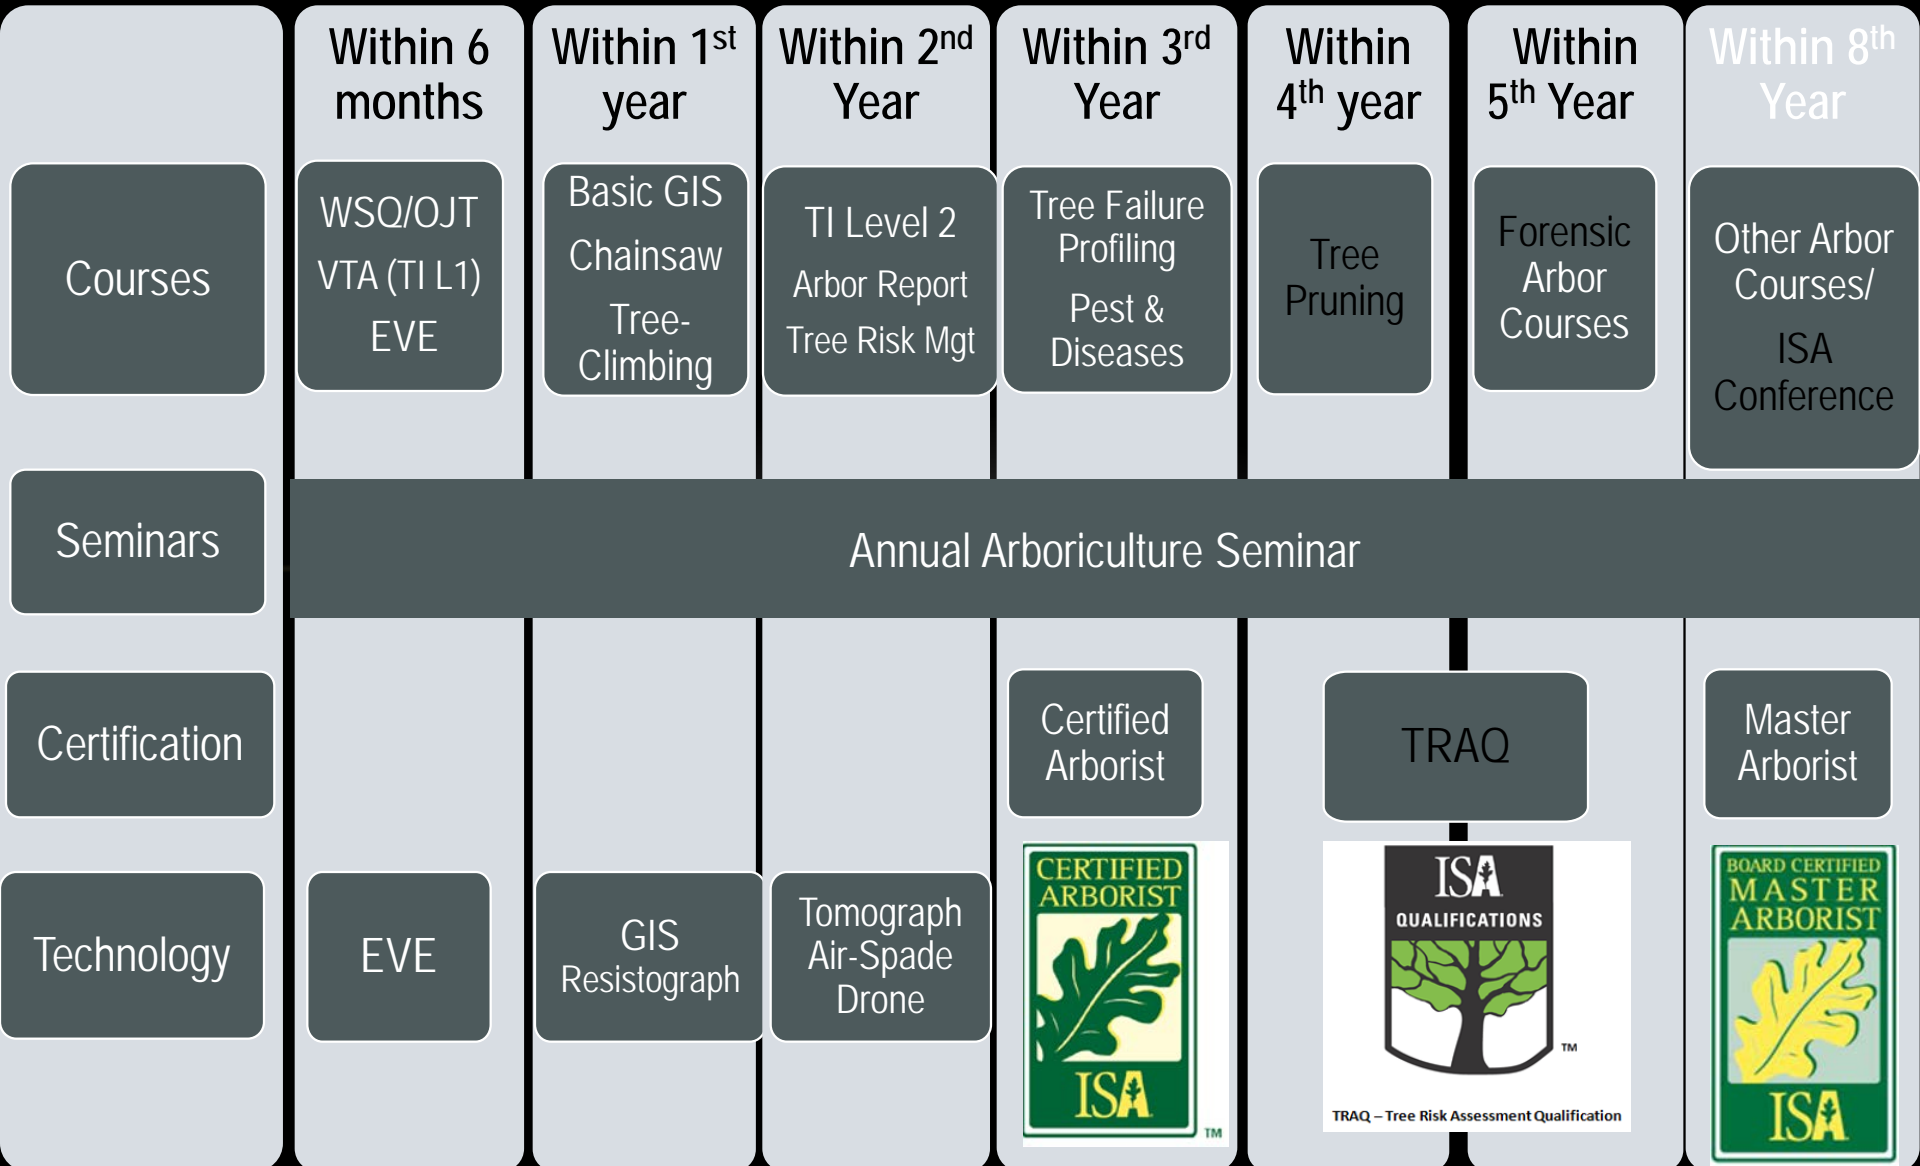 Within 6
months
Within 1st
year
Within 2nd
Year
Within 3rd
Year
Within
4th year
Within
5th Year
Within 8th
Year
Courses
WSQ/OJT
VTA (TI L1)
EVE
Basic GIS
Chainsaw
Tree-
Climbing
TI Level 2
Arbor Report
Tree Risk Mgt
Tree Failure
Profiling
Pest &
Diseases
Tree
Pruning
Forensic
Arbor
Courses
Other Arbor
Courses/
ISA
Conference
Seminars
Annual Arboriculture Seminar
Certification
Certified
Arborist
TRAQ
Master
Arborist
Technology
EVE
GIS
Resistograph
Tomograph
Air-Spade
Drone
CERTIFIED
ARBORIST
ISA
TM
ISA
QUALIFICATIONS
TM
TRAQ – Tree Risk Assessment Qualification
BOARD CERTIFIED
MASTER
ARBORIST
ISA